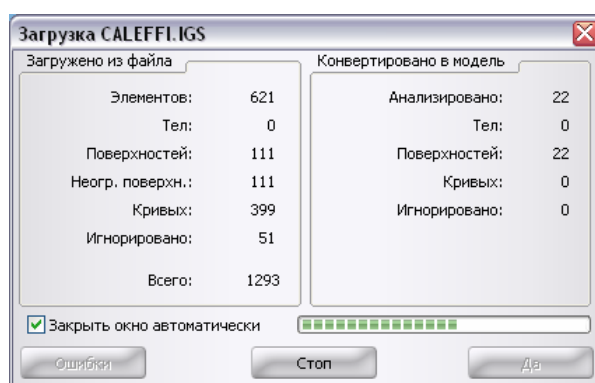 Загрузка CALEFFI.IGS
Загружено из файла
Элементов: 621
Тел: 0
Поверхностей: 111
Неогр. поверхн.: 111
Кривых: 399
Игнорировано: 51
Всего: 1293
Конвертировано в модель
Анализировано: 22
Тел: 0
Поверхностей: 22
Кривых: 0
Игнорировано: 0
Закрыть окно автоматически
Ошибки Стоп Да